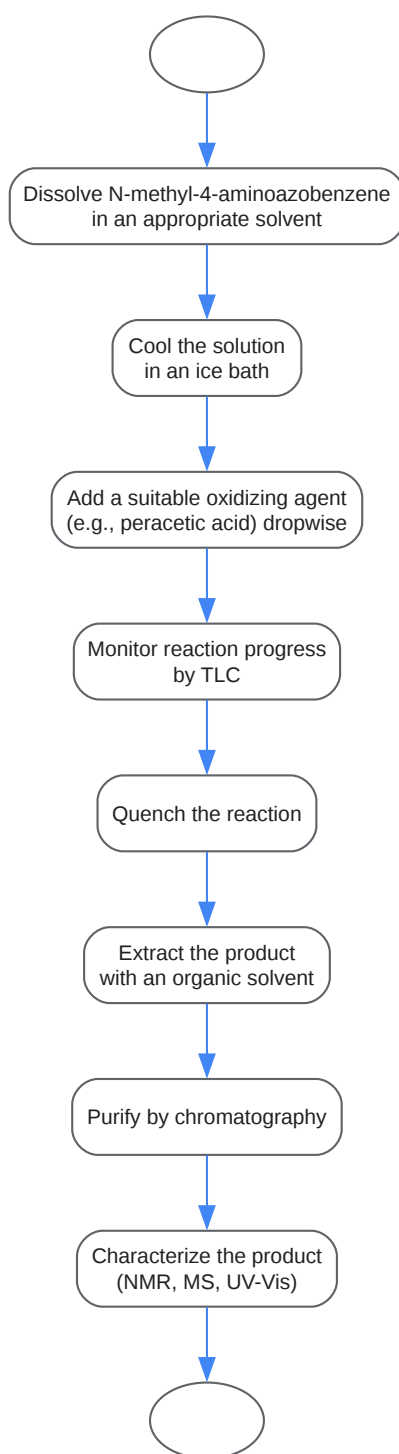 Dissolve N-methyl-4-aminoazobenzene
in an appropriate solvent
Cool the solution
in an ice bath
Add a suitable oxidizing agent
(e.g., peracetic acid) dropwise
Monitor reaction progress
by TLC
Quench the reaction
Extract the product
with an organic solvent
Purify by chromatography
Characterize the product
(NMR, MS, UV-Vis)